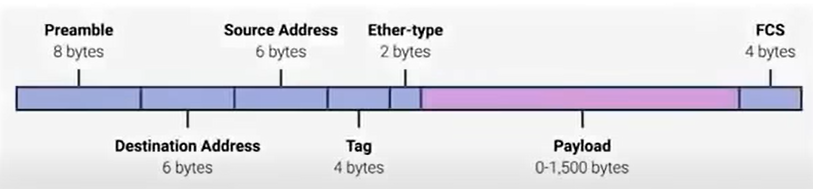 Preamble
8 bytes
Source Address
6 bytes
Ether-type
2 bytes
FCS
4 bytes
Destination Address
6 bytes
Tag
4 bytes
Payload
0-1,500 bytes